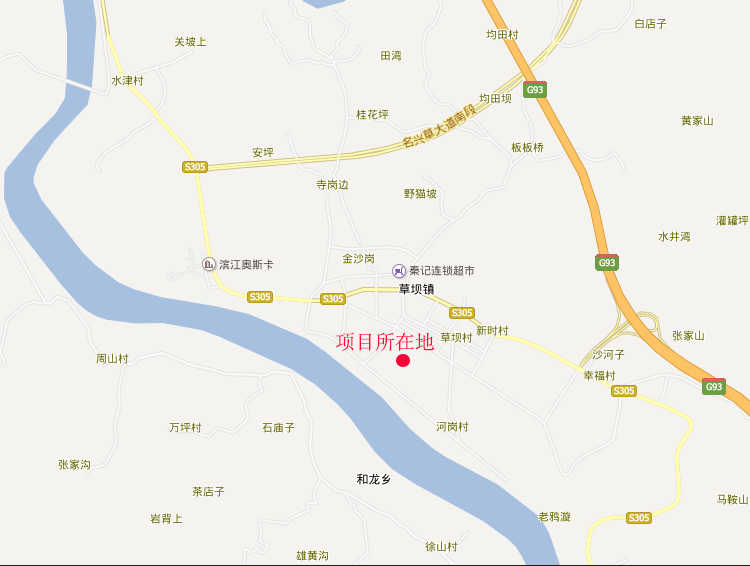 白店子
均田村
关坡上
田湾
水津村
G93
均田坝
桂花坪
黄家山
名兴草大道南段
板板桥
安坪
S305
寺岗边
野猫坡
灌罐坪
水井湾
金沙岗
滨江奥斯卡
G93
秦记连锁超市
草坝镇
S305
S305
S305
新时村
项目所在地
草坝村
张家山
沙河子
周山村
幸福村
G93
S305
万坪村
石庙子
河岗村
张家沟
和龙乡
茶店子
马鞍山
岩背上
老鸦漩
S305
徐山村
雄黄沟